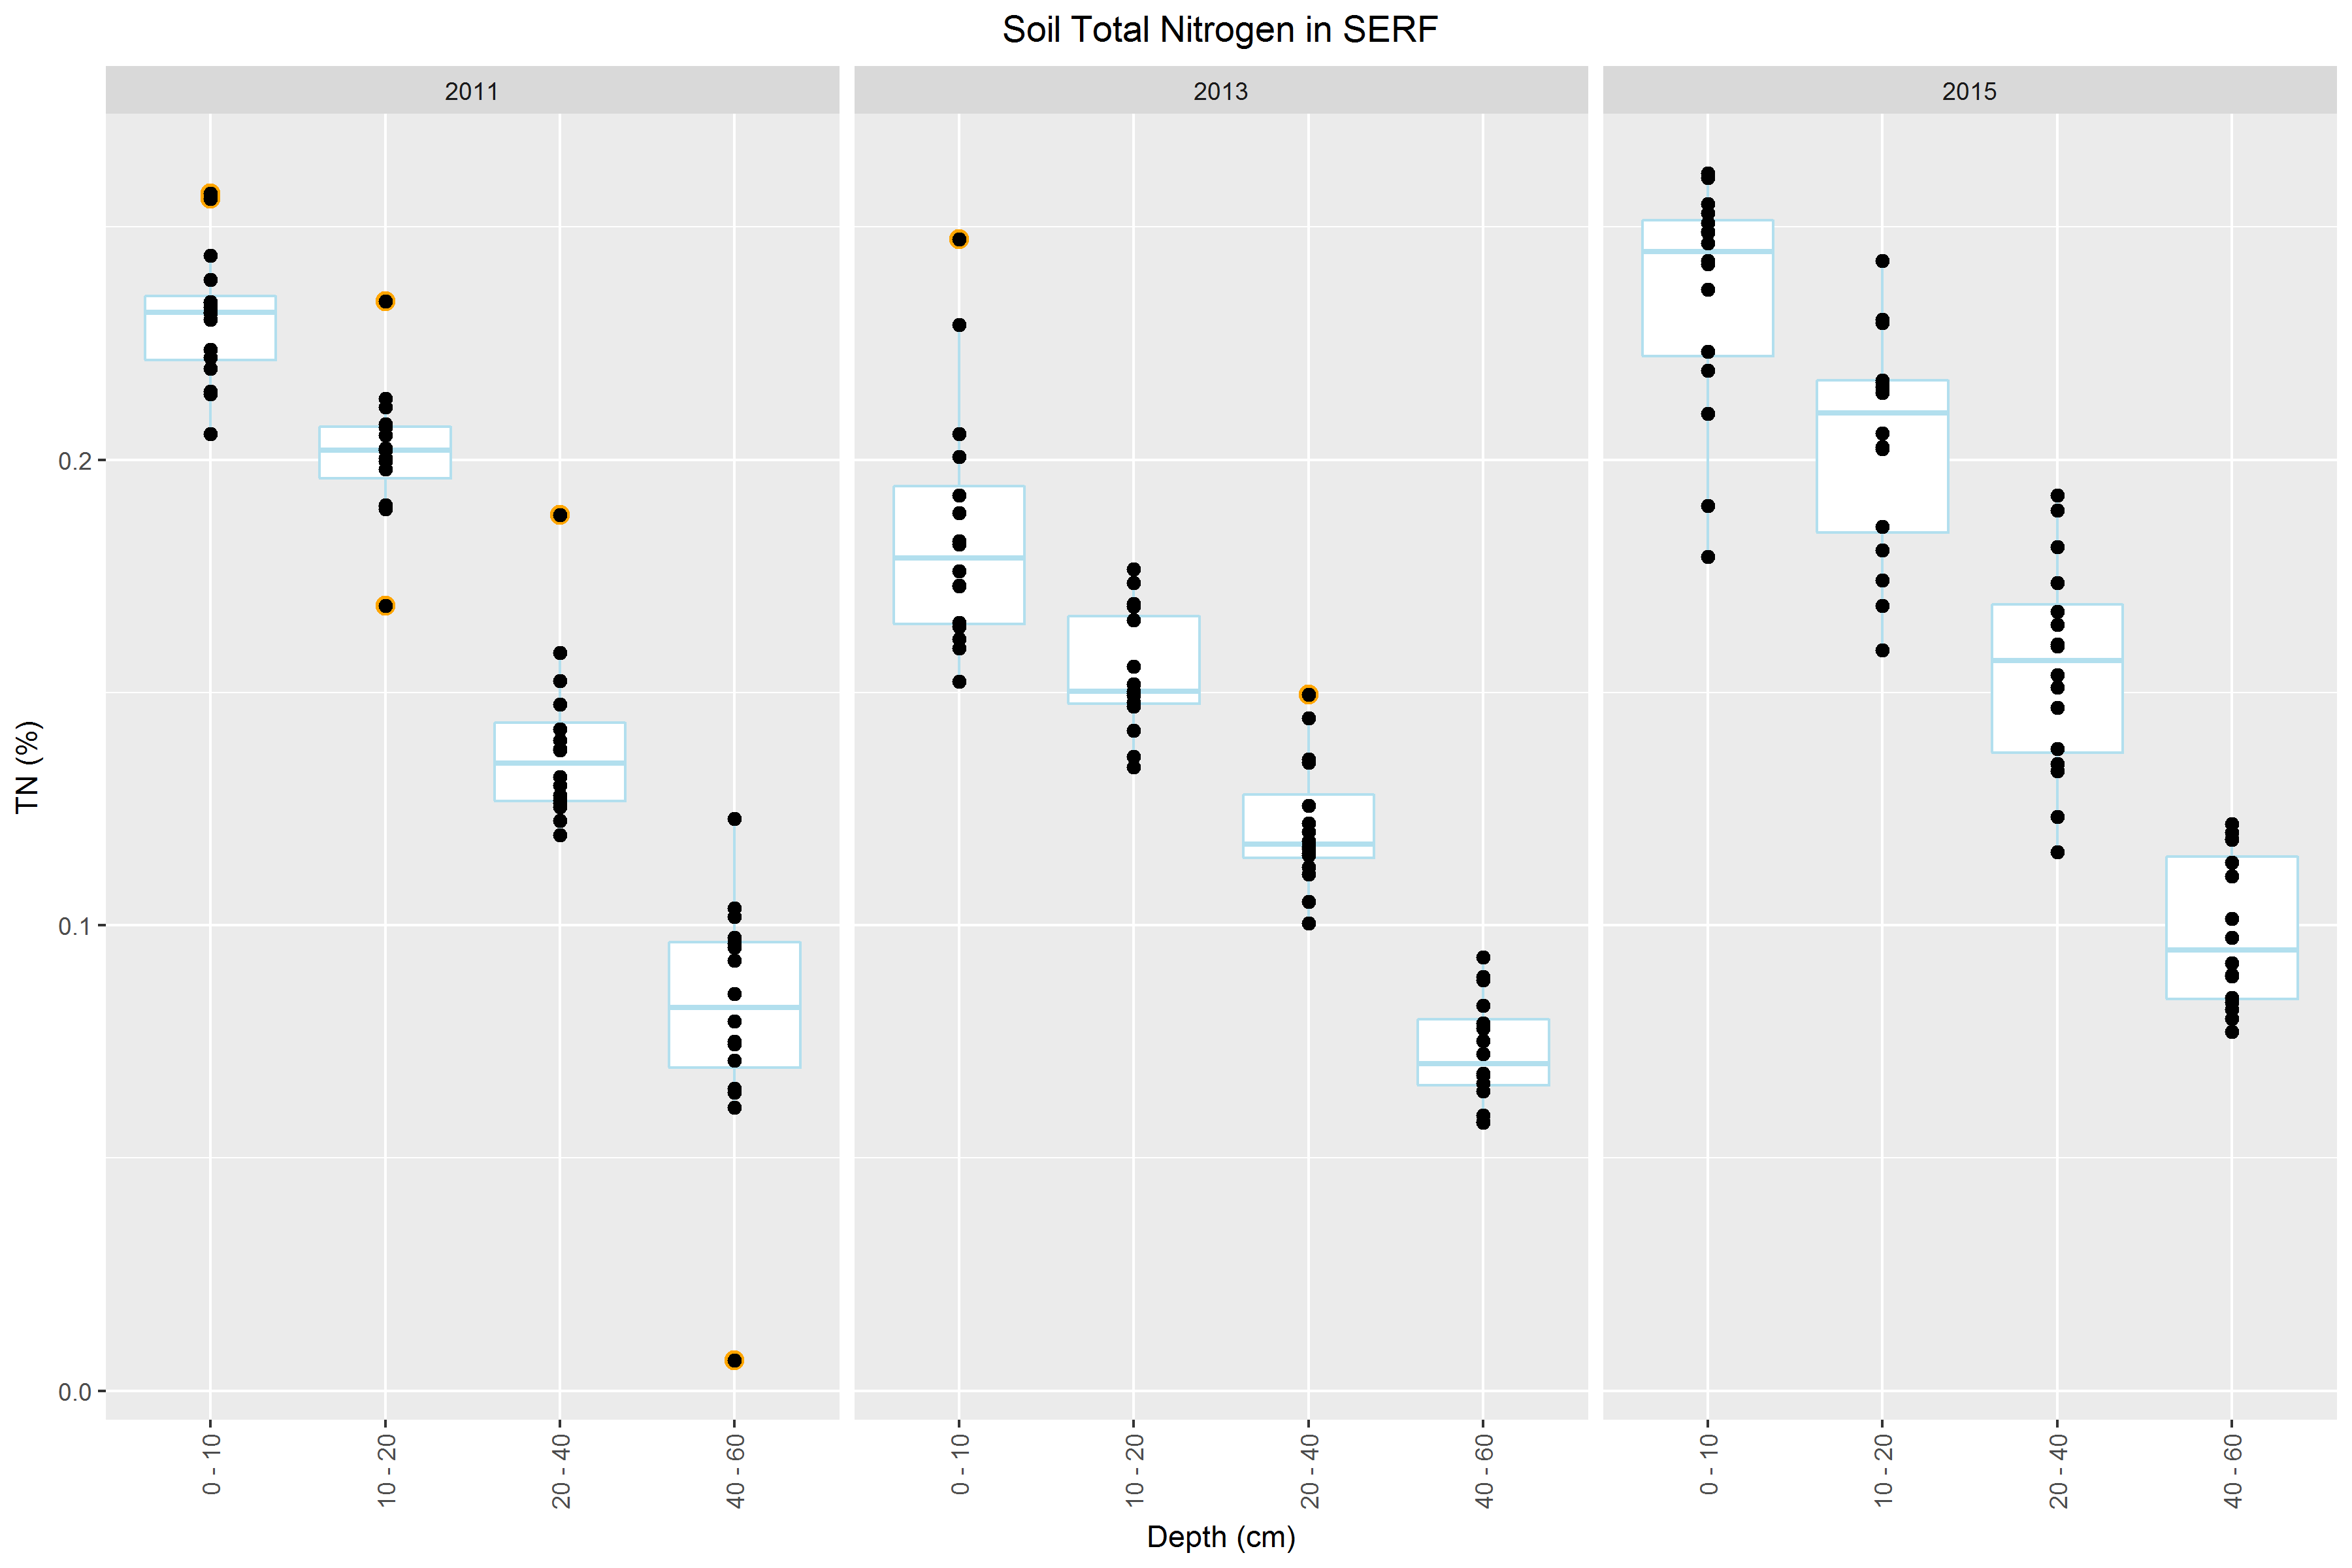 Soil Total Nitrogen in SERF
2011 2013 2015
TN (%)
0.2
0.1
0.0
0 - 10 10 - 20 20 - 40 40 - 60 0 - 10 10 - 20 20 - 40 40 - 60 0 - 10 10 - 20 20 - 40 40 - 60
Depth (cm)